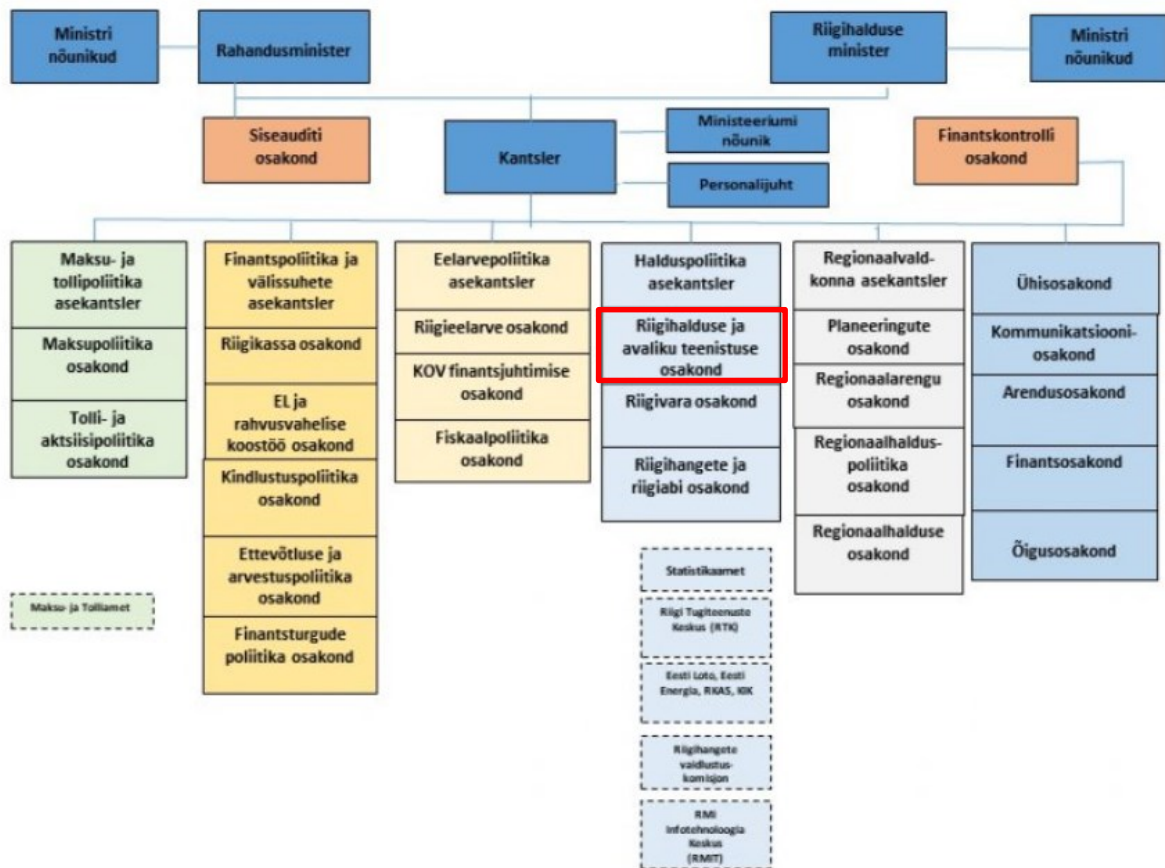 Ministri
nõunikud
Rahandusminister
Riigihalduse
minister
Ministri
nõunikud
Siseauditi
osakond
Kantsler
Ministeeriumi
nõunik
Personalijuht
Finantskontrolli
osakond
Maksu- ja
tollipoliitika
asekantsler
Maksupoliitika
osakond
Tolli- ja
aktsiisipoliitika
osakond
Maksu- ja Tolliamet
Finantspoliitika ja
välissuhete
asekantsler
Riigikassa osakond
EL ja
rahvusvahelise
koostöö osakond
Kindlustuspoliitika
osakond
Ettevõtluse ja
arvestuspoliitika
osakond
Finantsturgude
poliitika osakond
Eelarvepoliitika
asekantsler
Riigieelarve osakond
KOV finantsjuhtimise
osakond
Fiskaalpoliitika
osakond
Halduspoliitika
asekantsler
Riigihalduse ja
avaliku teenistuse
osakond
Riigivara osakond
Riigihangete ja
riigiabi osakond
Statistikaamet
Riigi Tugiteenuste
Keskus (RTK)
Eesti Loto, Eesti
Energia, RKAS, KIK
Riigihangete
vaidlustus-
komisjon
RMi
Infotehnoloogia
Keskus
(RMIT)
Regionaalvald-
konna asekantsler
Planeeringute
osakond
Regionaalarengu
osakond
Regionaalhaldus-
poliitika
osakond
Regionaalhalduse
osakond
Ühisosakond
Kommunikatsiooni-
osakond
Arendusosakond
Finantsosakond
Õigusosakond